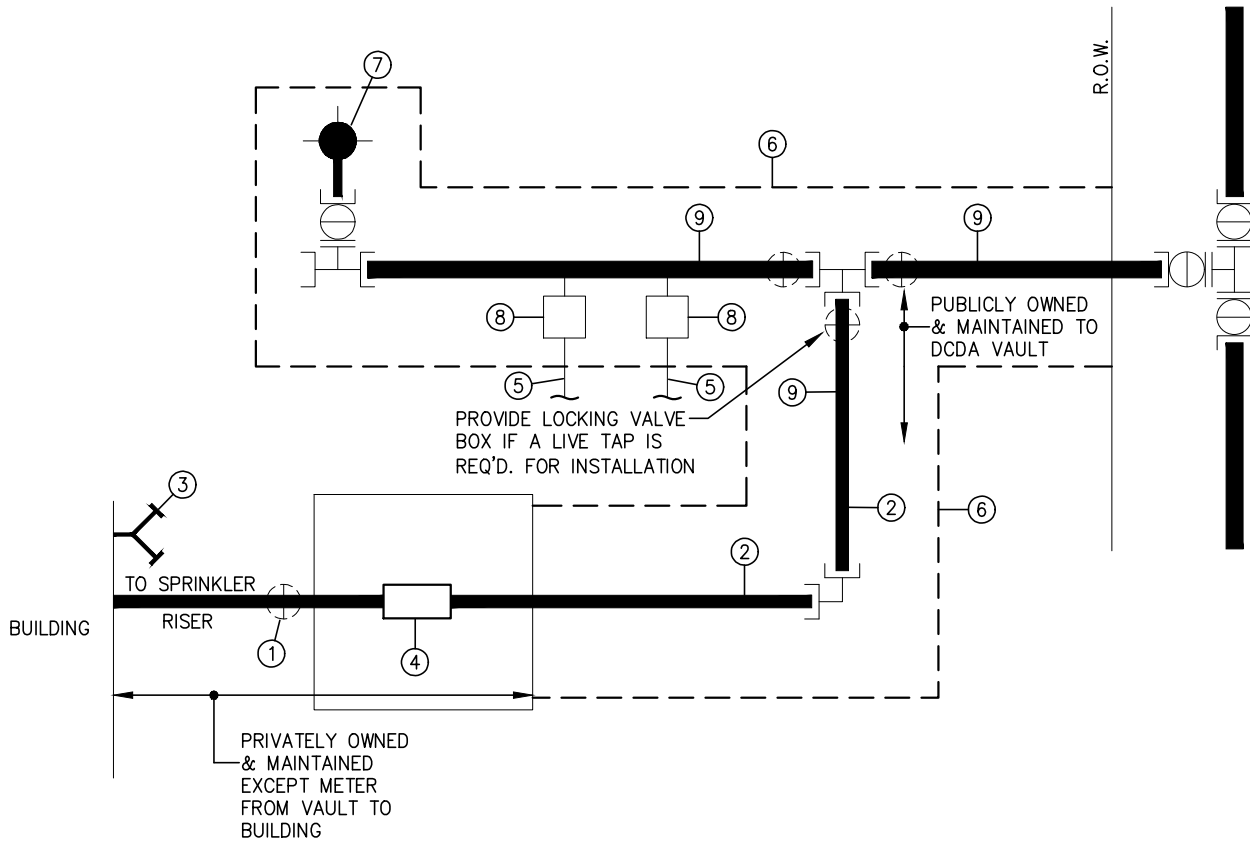 7
R.O.W.
6
9
9
8
8
PUBLICLY OWNED
& MAINTAINED TO
DCDA VAULT
5
5
9
PROVIDE LOCKING VALVE
BOX IF A LIVE TAP IS
REQ'D. FOR INSTALLATION
3
2
6
2
TO SPRINKLER
RISER
BUILDING
1
4
PRIVATELY OWNED
& MAINTAINED
EXCEPT METER
FROM VAULT TO
BUILDING